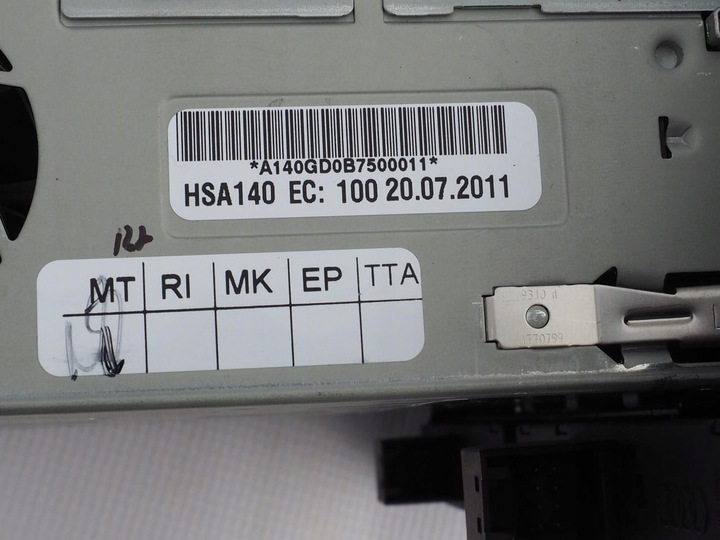 *A140GD0B7500011*
HSA140 EC: 100 20.07.2011
MT RI MK EP TTA